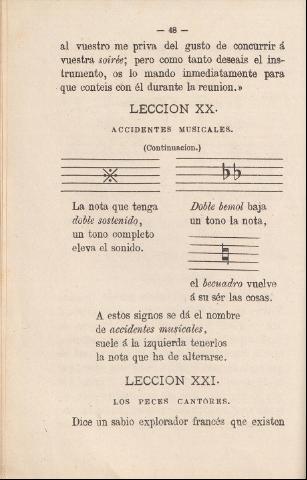 — 48 —
al vuestro me priva del gusto de concurrir á
vuestra soirée; pero como tanto deseais el ins-
trumento, os lo mando inmediatamente para
que conteis con él durante la reunion.»
LECCION XX.
ACCIDENTES MUSICALES.
(Continuacion.)
La nota que tenga
doble sostenido,
un tono completo
eleva el sonido.
Doble bemol baja
un tono la nota,
el becuadro vuelve
á su sér las cosas.
A estos signos se dá el nombre
de accidentes musicales,
suele á la izquierda tenerlos
la nota que ha de alterarse.
LECCION XXI.
LOS PECES CANTORES.
Dice un sabio explorador francés que existen